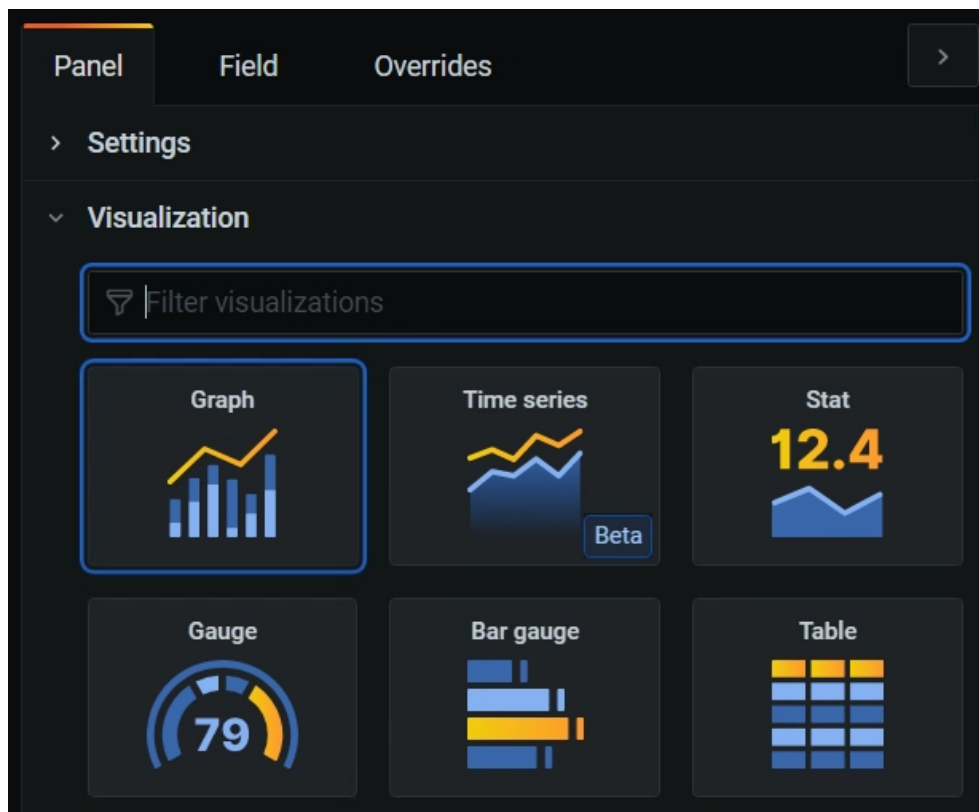 Panel Field Overrides
Settings
Visualization
Filter visualizations
Graph Time series Stat
12.4
Beta
Gauge Bar gauge Table
79